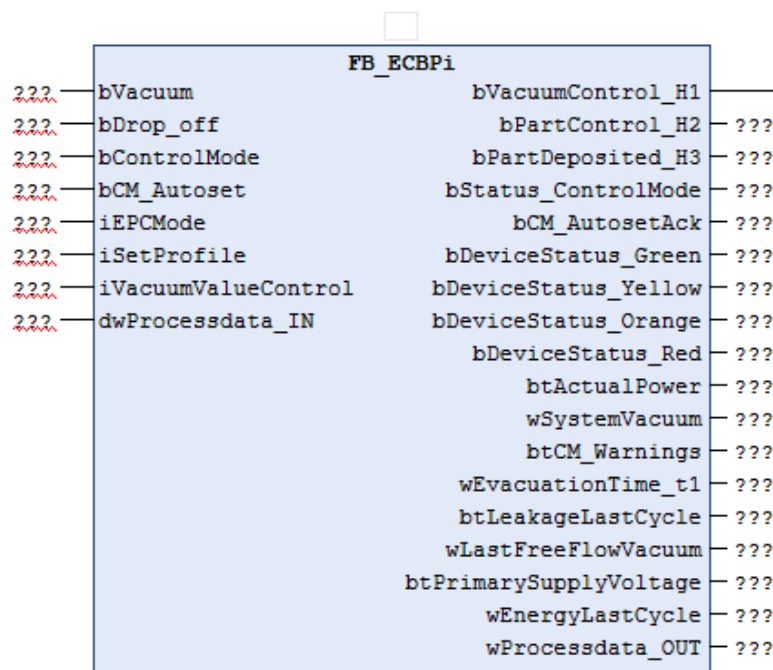 FB_ECBPi
??? bVacuum bVacuumControl_H1
??? bDrop_off bPartControl_H2 ???
??? bControlMode bPartDeposited_H3 ???
??? bCM_Autoset bStatus_ControlMode ???
??? iEPCMode bCM_AutosetAck ???
??? iSetProfile bDeviceStatus_Green ???
??? iVacuumValueControl bDeviceStatus_Yellow ???
??? dwProcessdata_IN bDeviceStatus_Orange ???
bDeviceStatus_Red ???
btActualPower ???
wSystemVacuum ???
btCM_Warnings ???
wEvacuationTime_t1 ???
btLeakageLastCycle ???
wLastFreeFlowVacuum ???
btPrimarySupplyVoltage ???
wEnergyLastCycle ???
wProcessdata_OUT ???